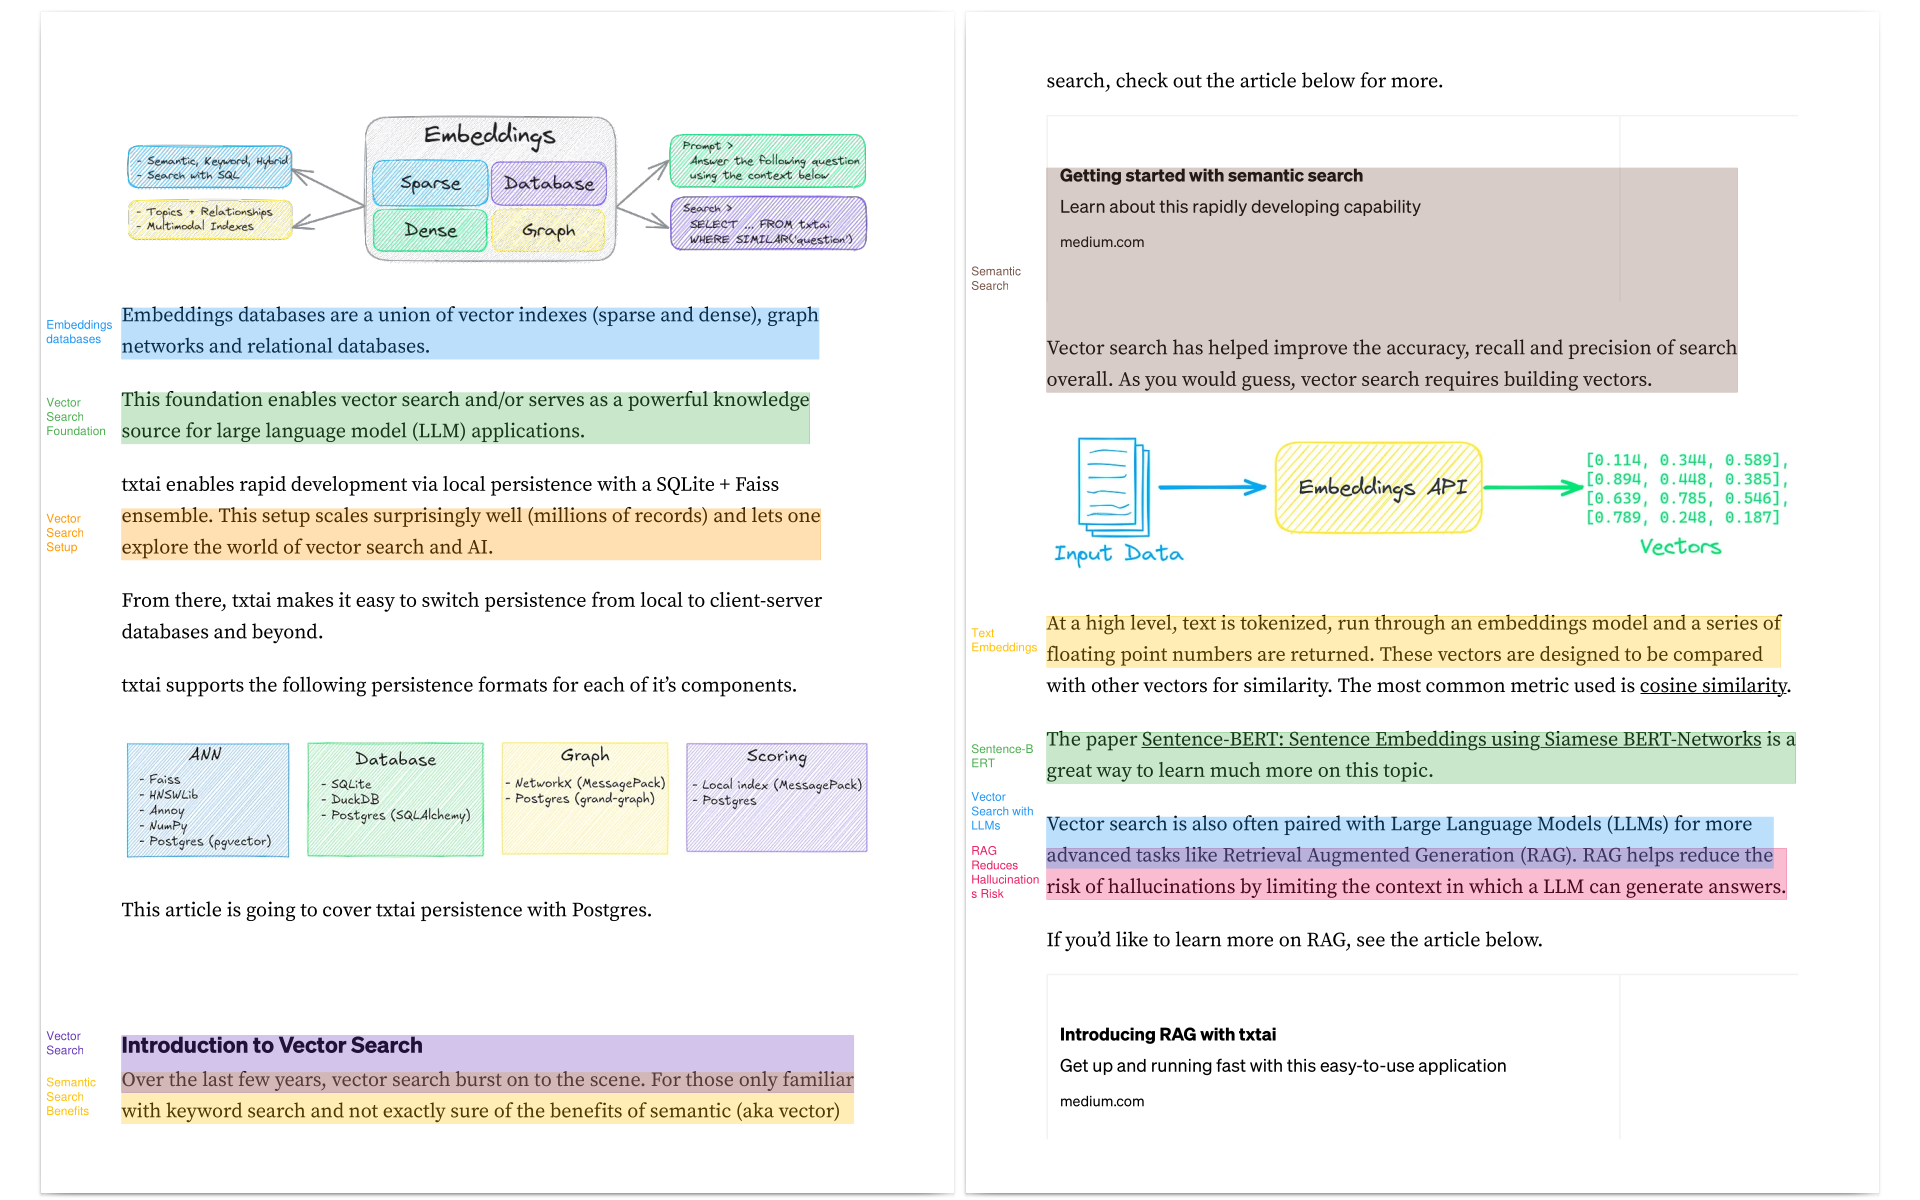 Embeddings
Sparse
Database
Dense
Graph
- Semantic, Keyword, Hybrid
- Search with SQL
- Topics + Relationships
- Multimodal Indexes
Prompt >
Answer the following question
using the context below
Search >
SELECT ... FROM txtai
WHERE SIMILAR('question')
Embeddings
databases
Embeddings databases are a union of vector indexes (sparse and dense), graph
networks and relational databases.
Vector
Search
Foundation
This foundation enables vector search and/or serves as a powerful knowledge
source for large language model (LLM) applications.
txtai enables rapid development via local persistence with a SQLite + Faiss
Vector
Search
Setup
ensemble. This setup scales surprisingly well (millions of records) and lets one
explore the world of vector search and AI.
From there, txtai makes it easy to switch persistence from local to client-server
databases and beyond.
txtai supports the following persistence formats for each of it’s components.
ANN
- Faiss
- HNSWLib
- Annoy
- NumPy
- Postgres (pgvector)
Database
- SQLite
- DuckDB
- Postgres (SQLAlchemy)
Graph
- NetworkX (MessagePack)
- Postgres (grand-graph)
Scoring
- Local index (MessagePack)
- Postgres
This article is going to cover txtai persistence with Postgres.
Vector
Search
Introduction to Vector Search
Semantic
Search
Benefits
Over the last few years, vector search burst on to the scene. For those only familiar
with keyword search and not exactly sure of the benefits of semantic (aka vector)
search, check out the article below for more.
Getting started with semantic search
Learn about this rapidly developing capability
medium.com
Semantic
Search
Vector search has helped improve the accuracy, recall and precision of search
overall. As you would guess, vector search requires building vectors.
Input Data
Embeddings API
[0.114, 0.344, 0.589],
[0.894, 0.448, 0.385],
[0.639, 0.785, 0.546],
[0.789, 0.248, 0.187]
Vectors
Text
Embeddings
At a high level, text is tokenized, run through an embeddings model and a series of
floating point numbers are returned. These vectors are designed to be compared
with other vectors for similarity. The most common metric used is cosine similarity.
Sentence-B
ERT
The paper Sentence-BERT: Sentence Embeddings using Siamese BERT-Networks is a
great way to learn much more on this topic.
Vector
Search with
LLMs
Vector search is also often paired with Large Language Models (LLMs) for more
RAG
Reduces
Hallucination
s Risk
advanced tasks like Retrieval Augmented Generation (RAG). RAG helps reduce the
risk of hallucinations by limiting the context in which a LLM can generate answers.
If you’d like to learn more on RAG, see the article below.
Introducing RAG with txtai
Get up and running fast with this easy-to-use application
medium.com